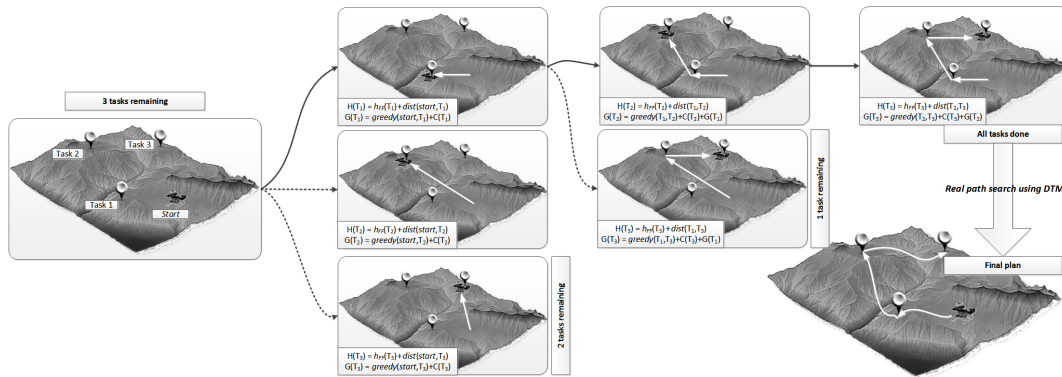 3 tasks remaining
Task 2
Task 3
Task 1
Start
H(T₁) = hFF(T₁)+dist(start,T₁)
G(T₁) = greedy(start,T₁)+C(T₁)
H(T₂) = hFF(T₂)+dist(start,T₂)
G(T₂) = greedy(start,T₂)+C(T₂)
H(T₃) = hFF(T₃)+dist(start,T₃)
G(T₃) = greedy(start,T₃)+C(T₃)
2 tasks remaining
H(T₂) = hFF(T₂)+dist(T₁,T₂)
G(T₂) = greedy(T₁,T₂)+C(T₂)+G(T₁)
H(T₃) = hFF(T₃)+dist(T₁,T₃)
G(T₃) = greedy(T₁,T₃)+C(T₃)+G(T₁)
1 task remaining
H(T₃) = hFF(T₃)+dist(T₂,T₃)
G(T₃) = greedy(T₂,T₃)+C(T₃)+G(T₂)
All tasks done
Real path search using DTM
Final plan